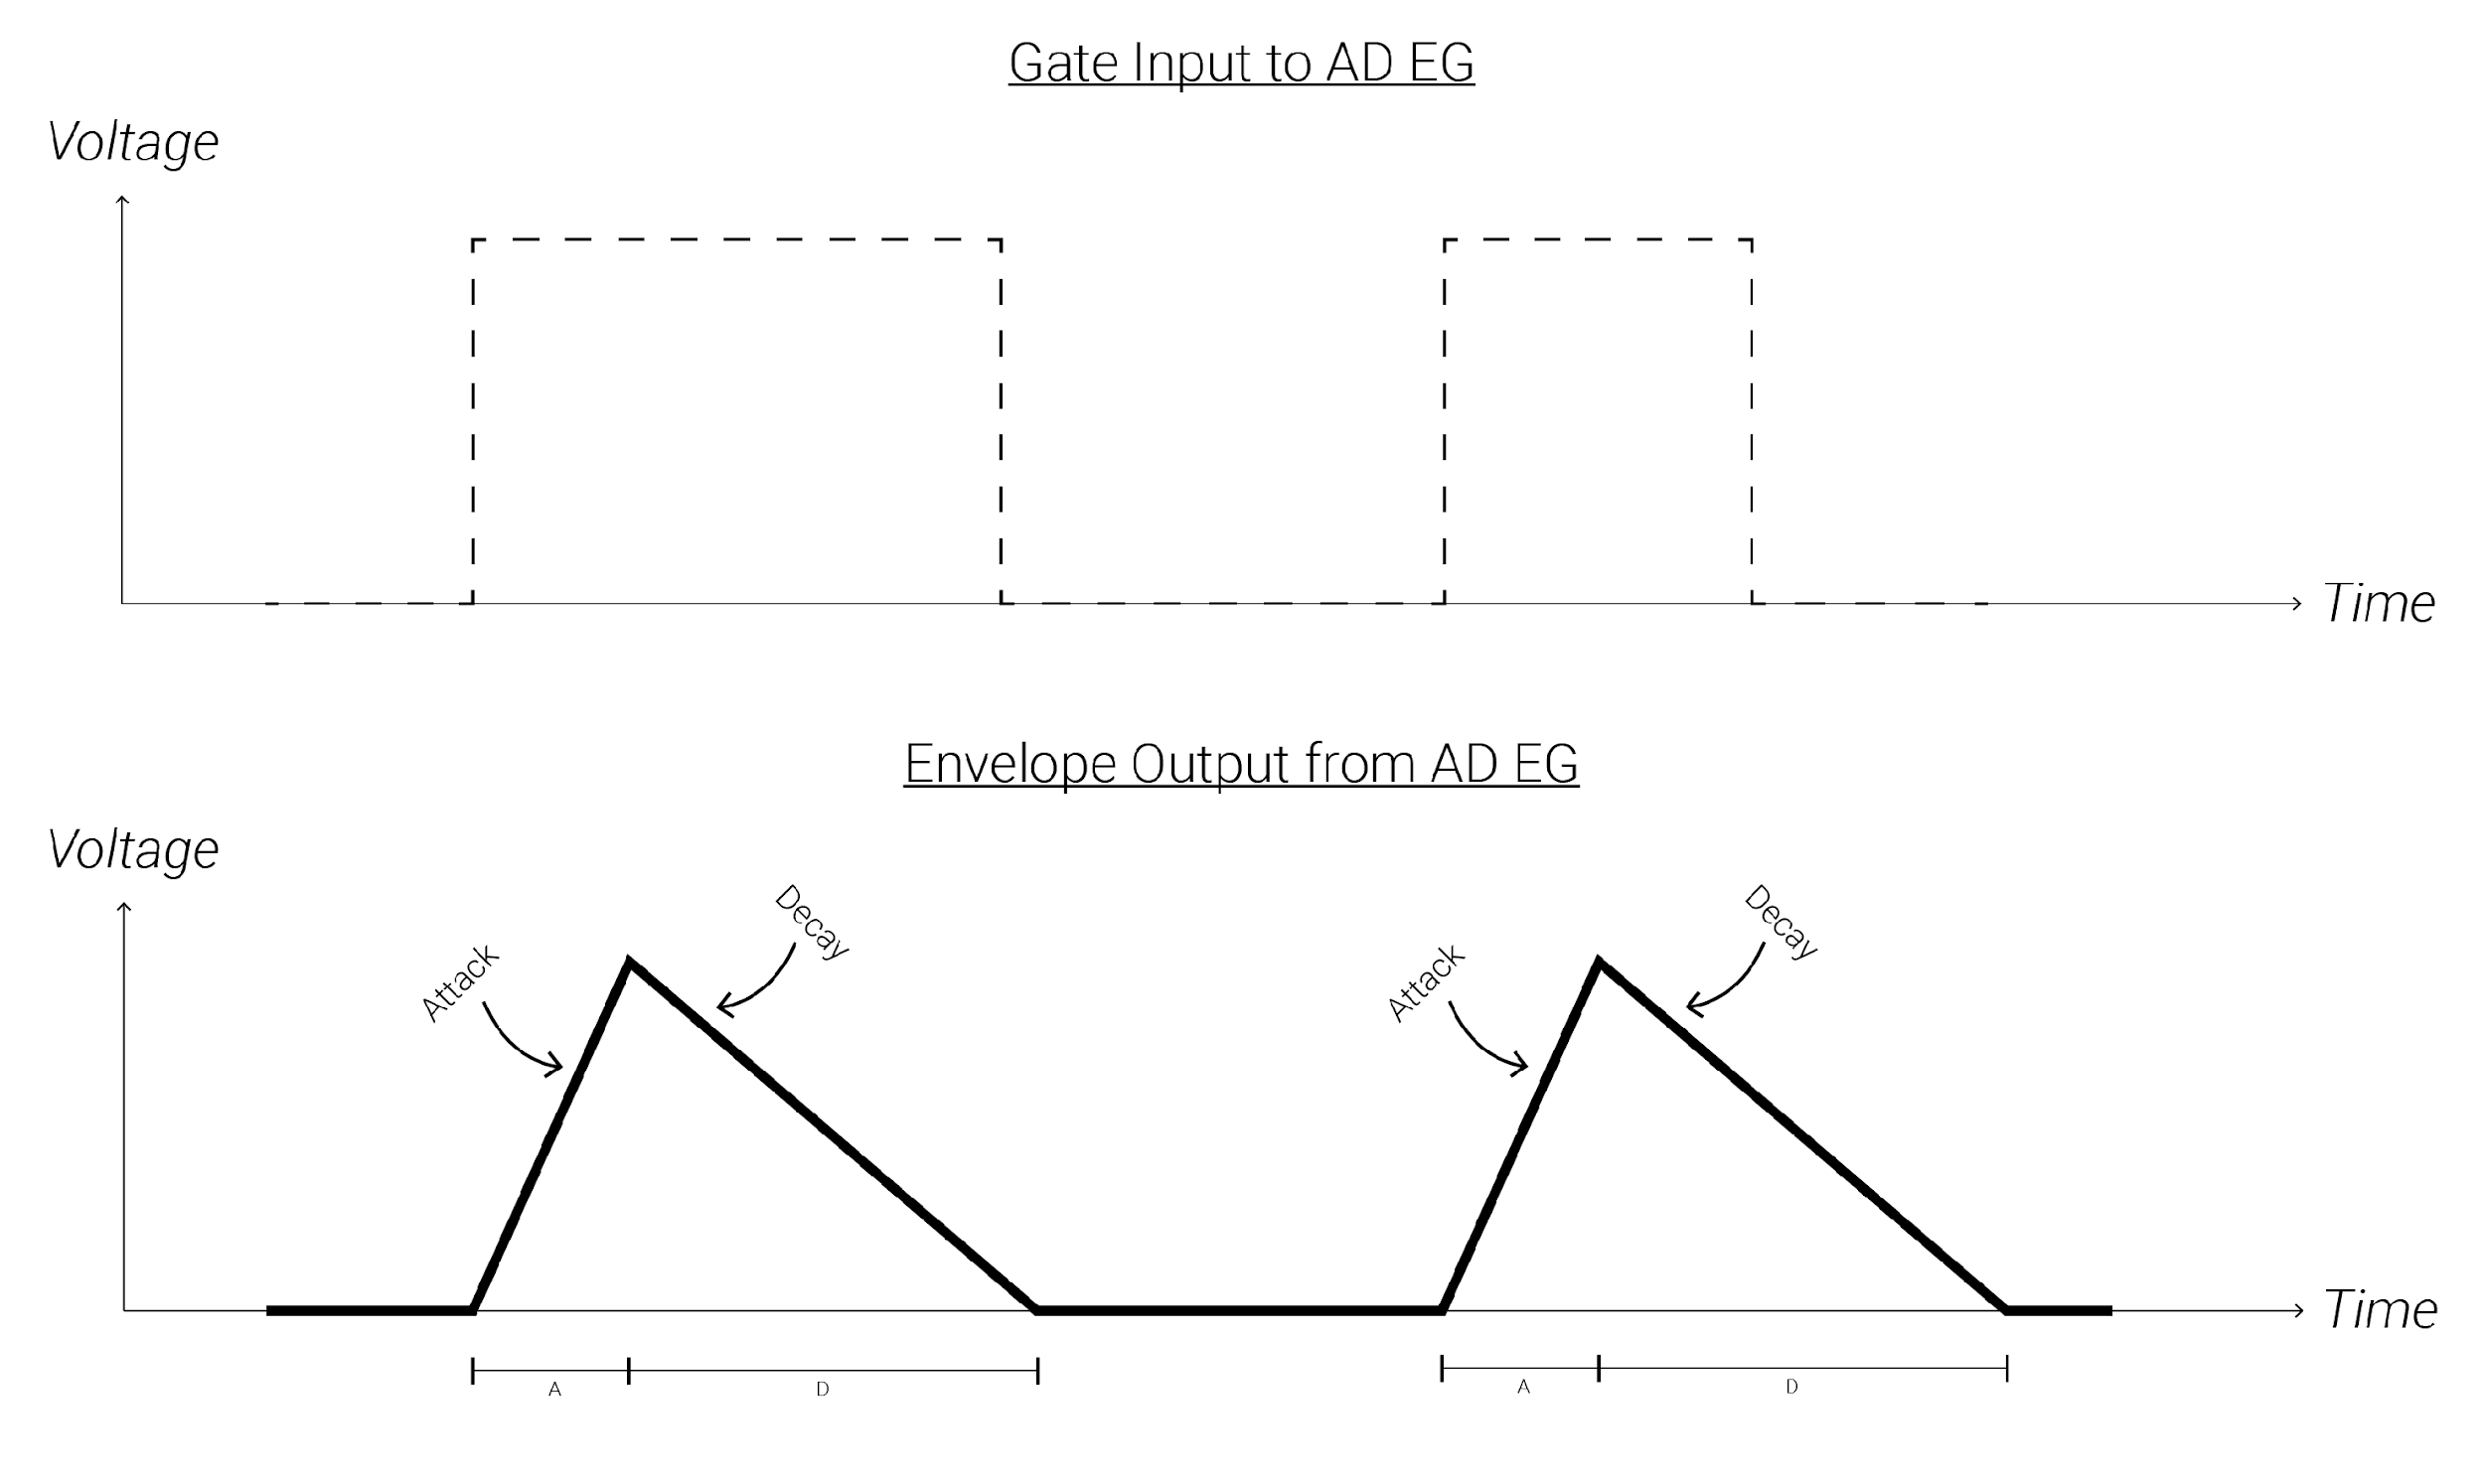 Gate Input to AD EG
Voltage
Time
Envelope Output from AD EG
Voltage
Attack
Decay
Attack
Decay
Time
A
D
A
D